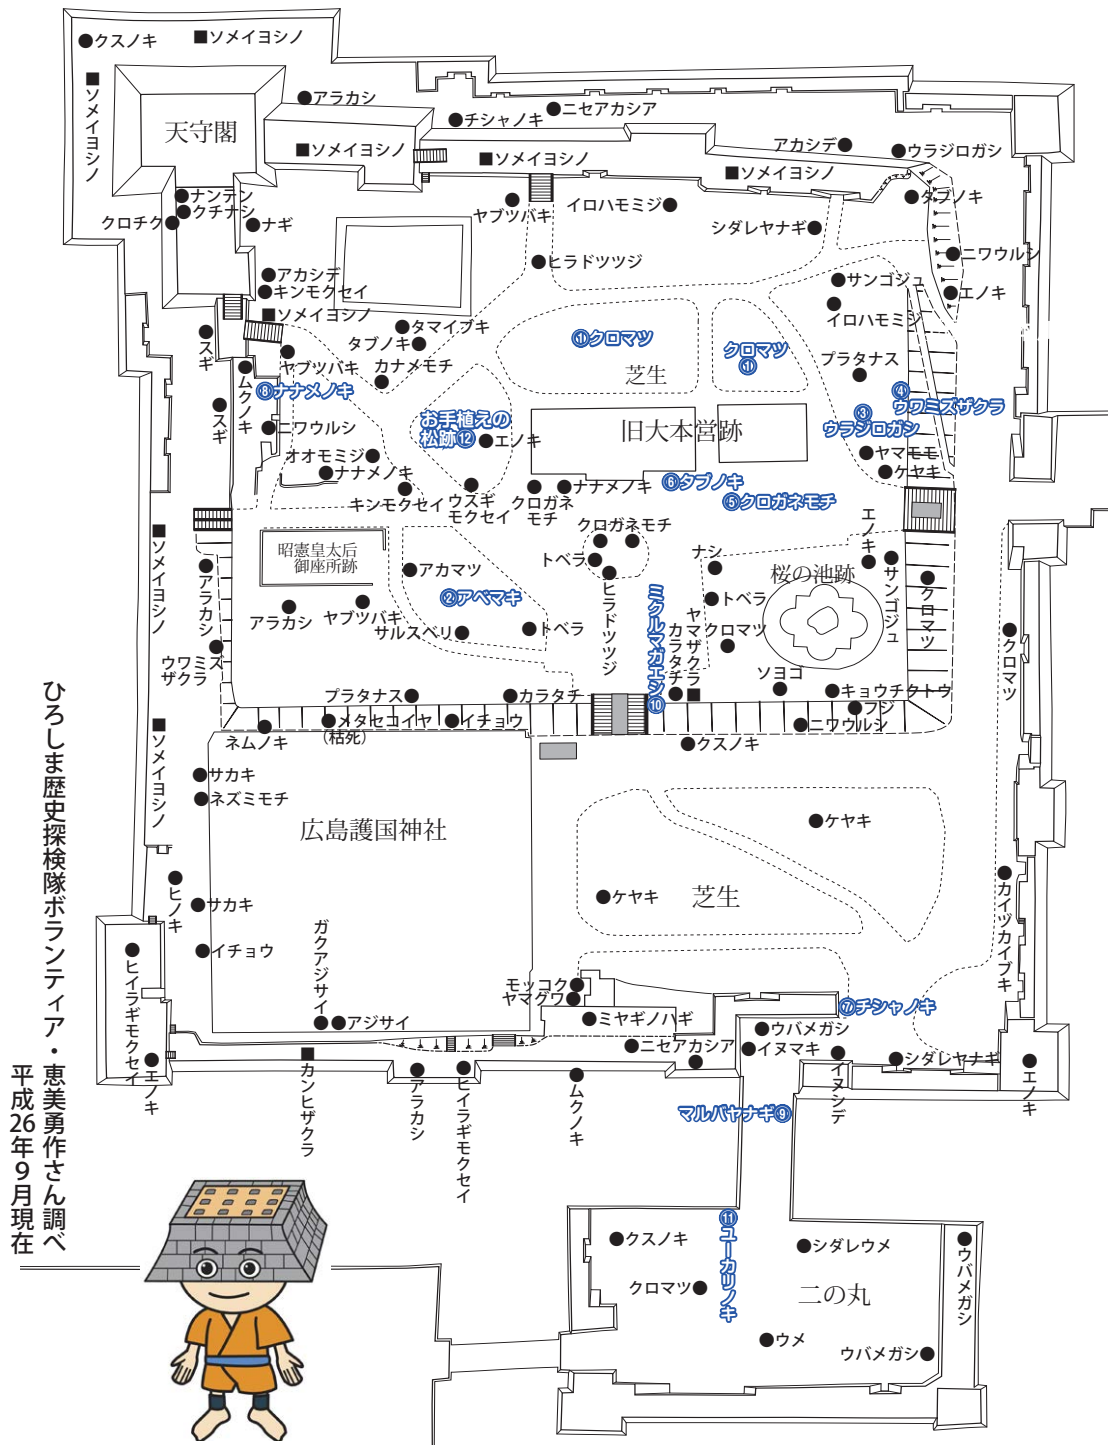 ●クスノキ
■ソメイヨシノ
■ソメイヨシノ
天守閣
●アラカシ
●チシャノキ
●ニセアカシア
■ソメイヨシノ
■ソメイヨシノ
■ソメイヨシノ
アカシデ●
●ウラジロガシ
●ナンテン
●クチナシ
クロチク●
●ナギ
●ヤブツバキ
イロハモミジ●
シダレヤナギ●
●タブノキ
●ニワウルシ
●ヒラドツツジ
●アカシデ
●キンモクセイ
■ソメイヨシノ
●サンゴジュ
●エノキ
●イロハモミジ
●スギ
●タマイブキ
タブノキ●
①クロマツ
クロマツ
①
●ヤブツバキ
カナメモチ●
芝生
プラタナス●
●ムクノキ
⑧ナナメノキ
●スギ
お手植えの
松跡⑫
●エノキ
旧大本営跡
④
ウワミズザクラ
③
ウラジロガシ
●ニワウルシ
オオモミジ●
●ナナメノキ
●ヤマモモ
●ケヤキ
キンモクセイ●
●ウスギ
モクセイ
●クロガネ
モチ
●ナナメノキ
⑥タブノキ
⑤クロガネモチ
■ソメイヨシノ
昭憲皇太后
御座所跡
クロガネモチ
●●
トベラ●
●ヒラドツツジ
ナシ
●
エノキ●
●サンゴジュ
桜の池跡
●クロマツ
●アラカシ
●アカマツ
②アベマキ
●アラカシ
●ヤブツバキ
サルスベリ●
●トベラ
ミクルマガエシ⑩
●トベラ
ヤマザクラ■
カラタチ●
クロマツ●
●クロマツ
●ウワミズ
ザクラ
ソヨゴ●
●キョウチクトウ
●フジ
●ニワウルシ
プラタナス●
●カラタチ
●メタセコイヤ
(枯死)
●イチョウ
●ネムノキ
●クスノキ
■ソメイヨシノ
●サカキ
●ネズミモチ
広島護国神社
●ケヤキ
●ケヤキ
芝生
●ヒノキ
●サカキ
●イチョウ
●カイヅカイブキ
●ヒイラギモクセイ
●エノキ
ガクアジサイ●
●アジサイ
モッコク●
ヤマグワ●
●ミヤギノハギ
⑦チシャノキ
●ウバメガシ
●イヌマキ
●ニセアカシア
●
●イヌシデ
●シダレヤナギ
●エノキ
■カンヒザクラ
●アラカシ
●ヒイラギモクセイ
●ムクノキ
マルバヤナギ⑨
⑪ユーカリノキ
●クスノキ
●シダレウメ
クロマツ●
二の丸
●ウメ
ウバメガシ●
●ウバメガシ
ひろしま歴史探検隊ボランティア・恵美勇作さん調べ
平成26年9月現在